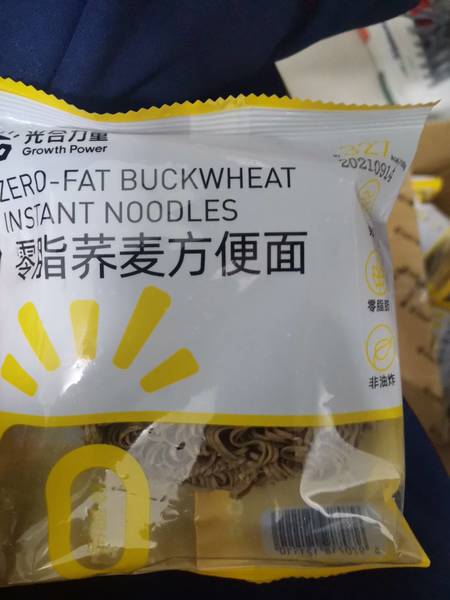 光合力量
Growth Power
ZERO-FAT BUCKWHEAT
INSTANT NOODLES
零脂荞麦方便面
20210914
零脂肪
非油炸